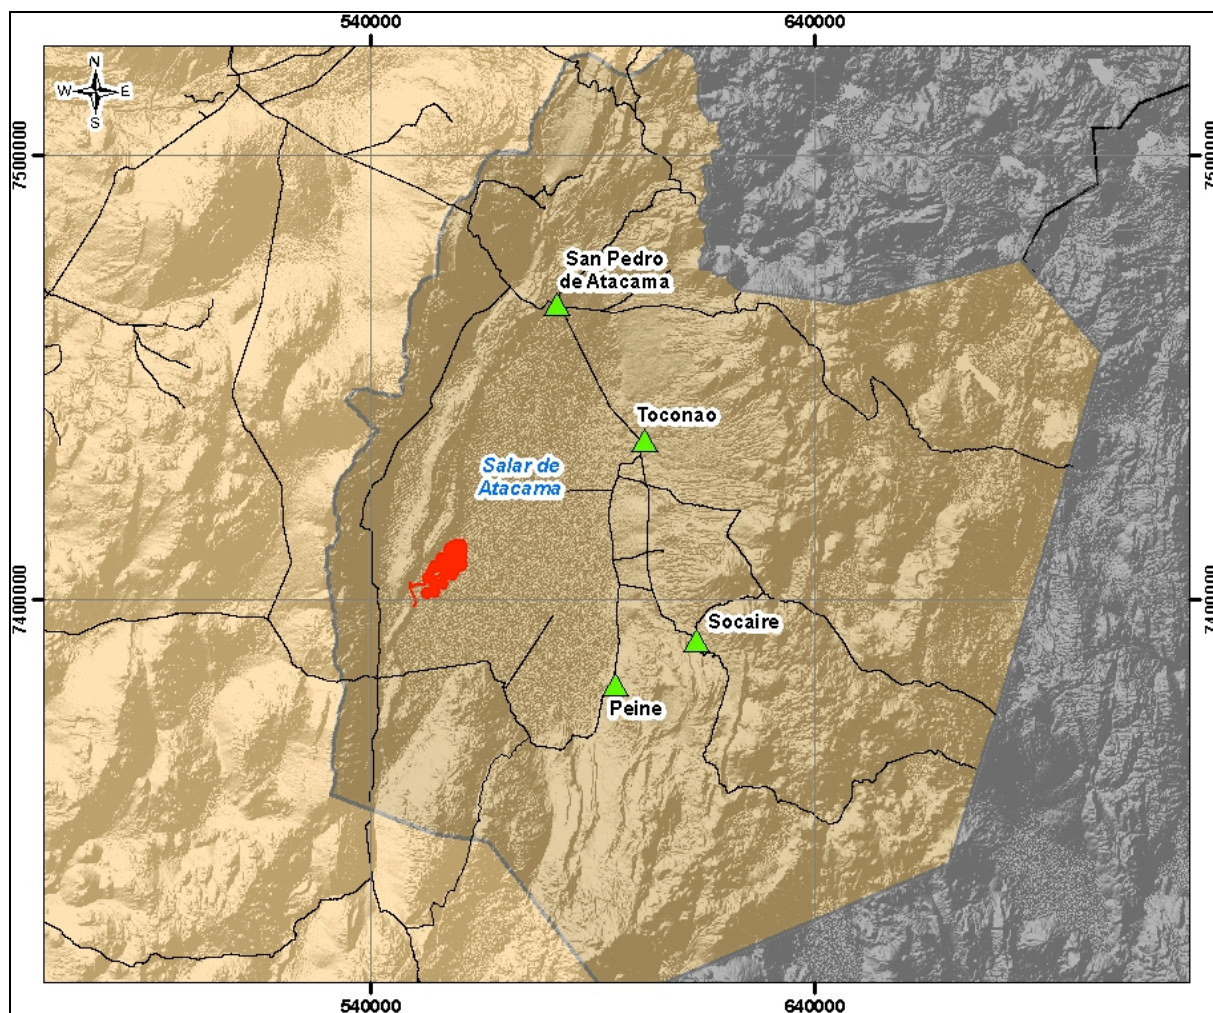 540000
640000
N
W
E
S
7500000
7500000
San Pedro
de Atacama
Toconao
Salar de
Atacama
7400000
7400000
Socaire
Peine
540000
640000